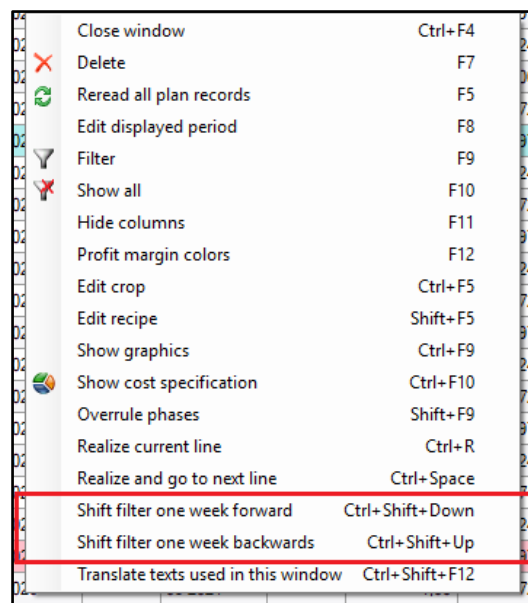 Close window Ctrl+F4
Delete F7
Reread all plan records F5
Edit displayed period F8
Filter F9
Show all F10
Hide columns F11
Profit margin colors F12
Edit crop Ctrl+F5
Edit recipe Shift+F5
Show graphics Ctrl+F9
Show cost specification Ctrl+F10
Overrule phases Shift+F9
Realize current line Ctrl+R
Realize and go to next line Ctrl+Space
Shift filter one week forward Ctrl+Shift+Down
Shift filter one week backwards Ctrl+Shift+Up
Translate texts used in this window Ctrl+Shift+F12